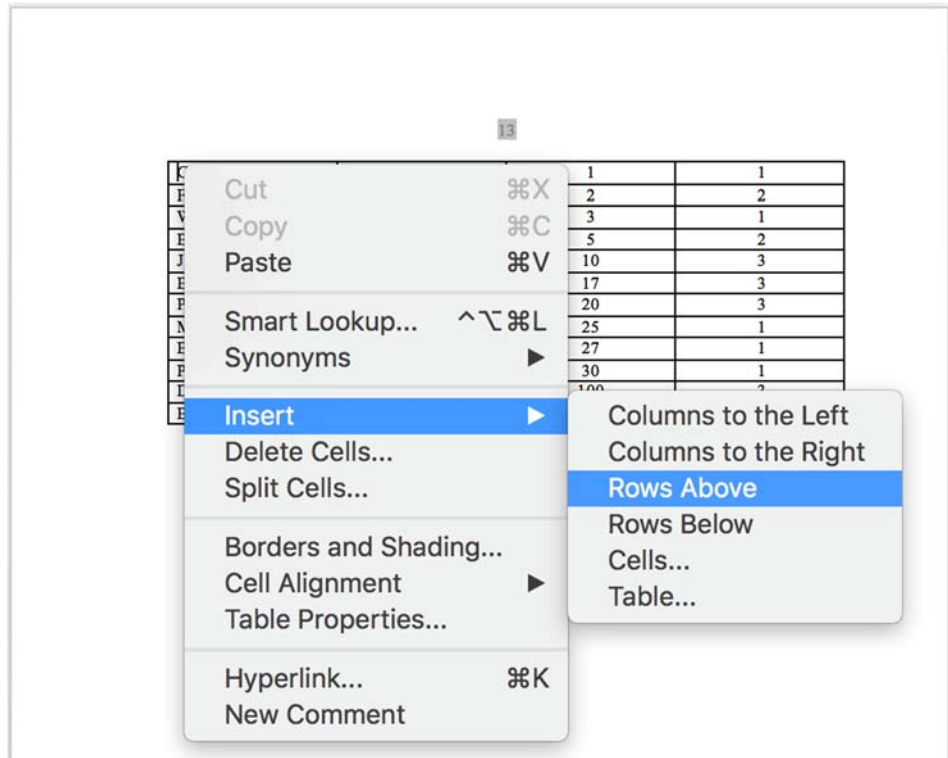 13
1 1
2 2
Cut ⌘X
3 1
Copy ⌘C
5 2
Paste ⌘V
10 3
17 3
20 3
Smart Lookup... ^⌥⌘L
25 1
Synonyms ▶
27 1
30 1
Insert ▶
Columns to the Left
Delete Cells...
Columns to the Right
Split Cells...
Rows Above
Rows Below
Borders and Shading...
Cells...
Cell Alignment ▶
Table...
Table Properties...
Hyperlink... ⌘K
New Comment